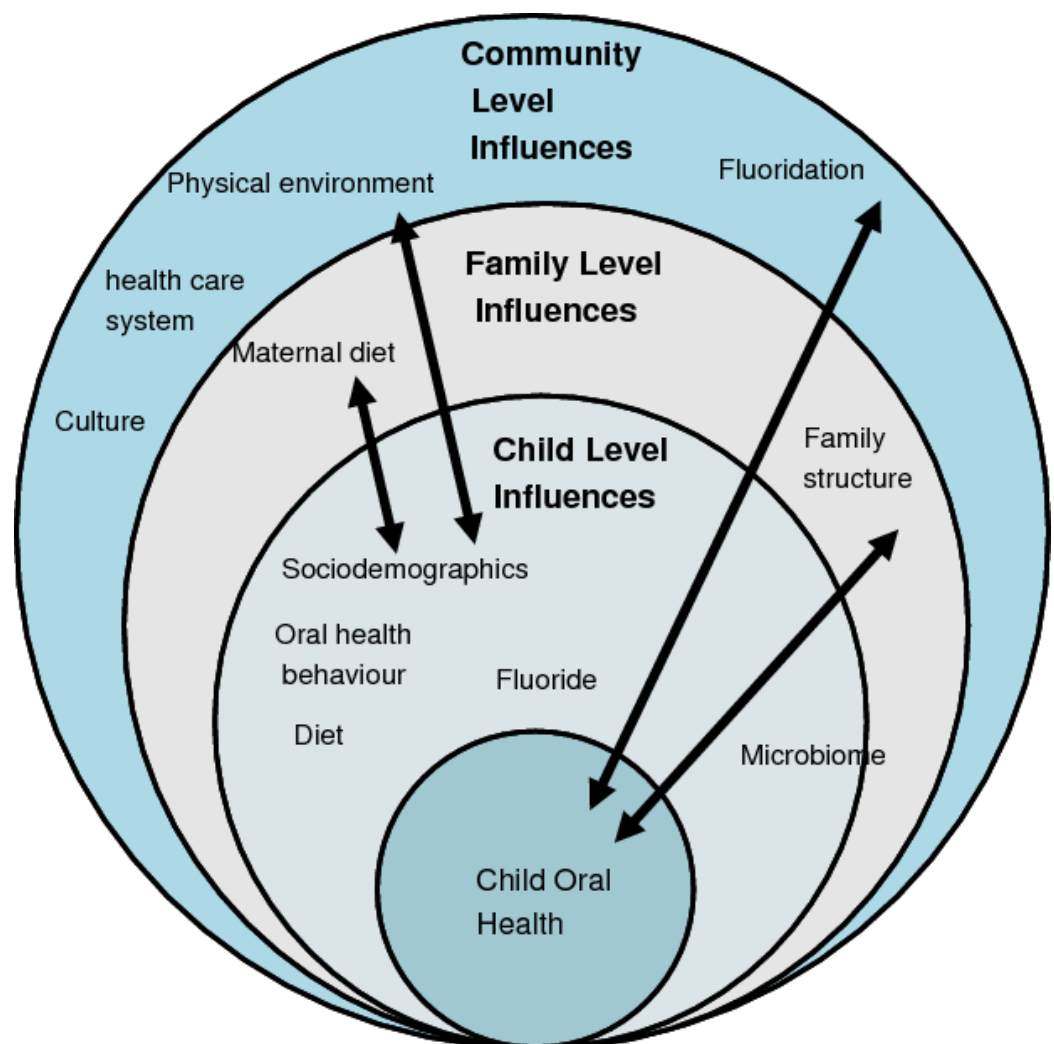 Community
Level
Influences
Fluoridation
Physical environment
health care
system
Culture
Family Level
Influences
Maternal diet
Family
structure
Child Level
Influences
Sociodemographics
Oral health
behaviour
Fluoride
Diet
Microbiome
Child Oral
Health